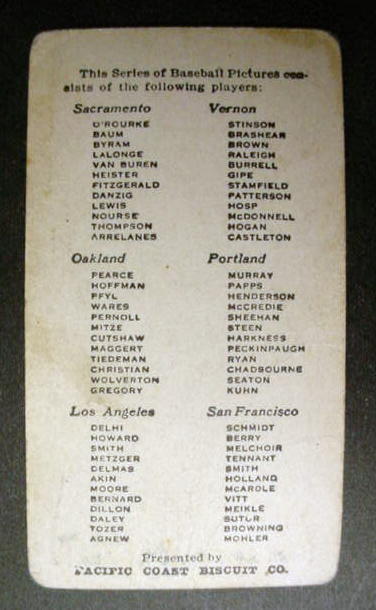 This Series of Baseball Pictures con-
sists of the following players:
Sacramento
O'ROURKE
BAUM
BYRAM
LALONGE
VAN BUREN
HEISTER
FITZGERALD
DANZIG
LEWIS
NOURSE
THOMPSON
ARRELANES
Vernon
STINSON
BRASHEAR
BROWN
RALEIGH
BURRELL
GIPE
STAMFIELD
PATTERSON
HOSP
McDONNELL
HOGAN
CASTLETON
Oakland
PEARCE
HOFFMAN
PFYL
WARES
PERNOLL
MITZE
CUTSHAW
MAGGERT
TIEDEMAN
CHRISTIAN
WOLVERTON
GREGORY
Portland
MURRAY
PAPPS
HENDERSON
McCREDIE
SHEEHAN
STEEN
HARKNESS
PECKINPAUGH
RYAN
CHADBOURNE
SEATON
KUHN
Los Angeles
DELHI
HOWARD
SMITH
METZGER
DELMAS
AKIN
MOORE
BERNARD
DILLON
DALEY
TOZER
AGNEW
San Francisco
SCHMIDT
BERRY
MELCHOIR
TENNANT
SMITH
HOLLAND
McAROLE
VITT
MEIKLE
SUTOR
BROWNING
MOHLER
Presented by
PACIFIC COAST BISCUIT CO.